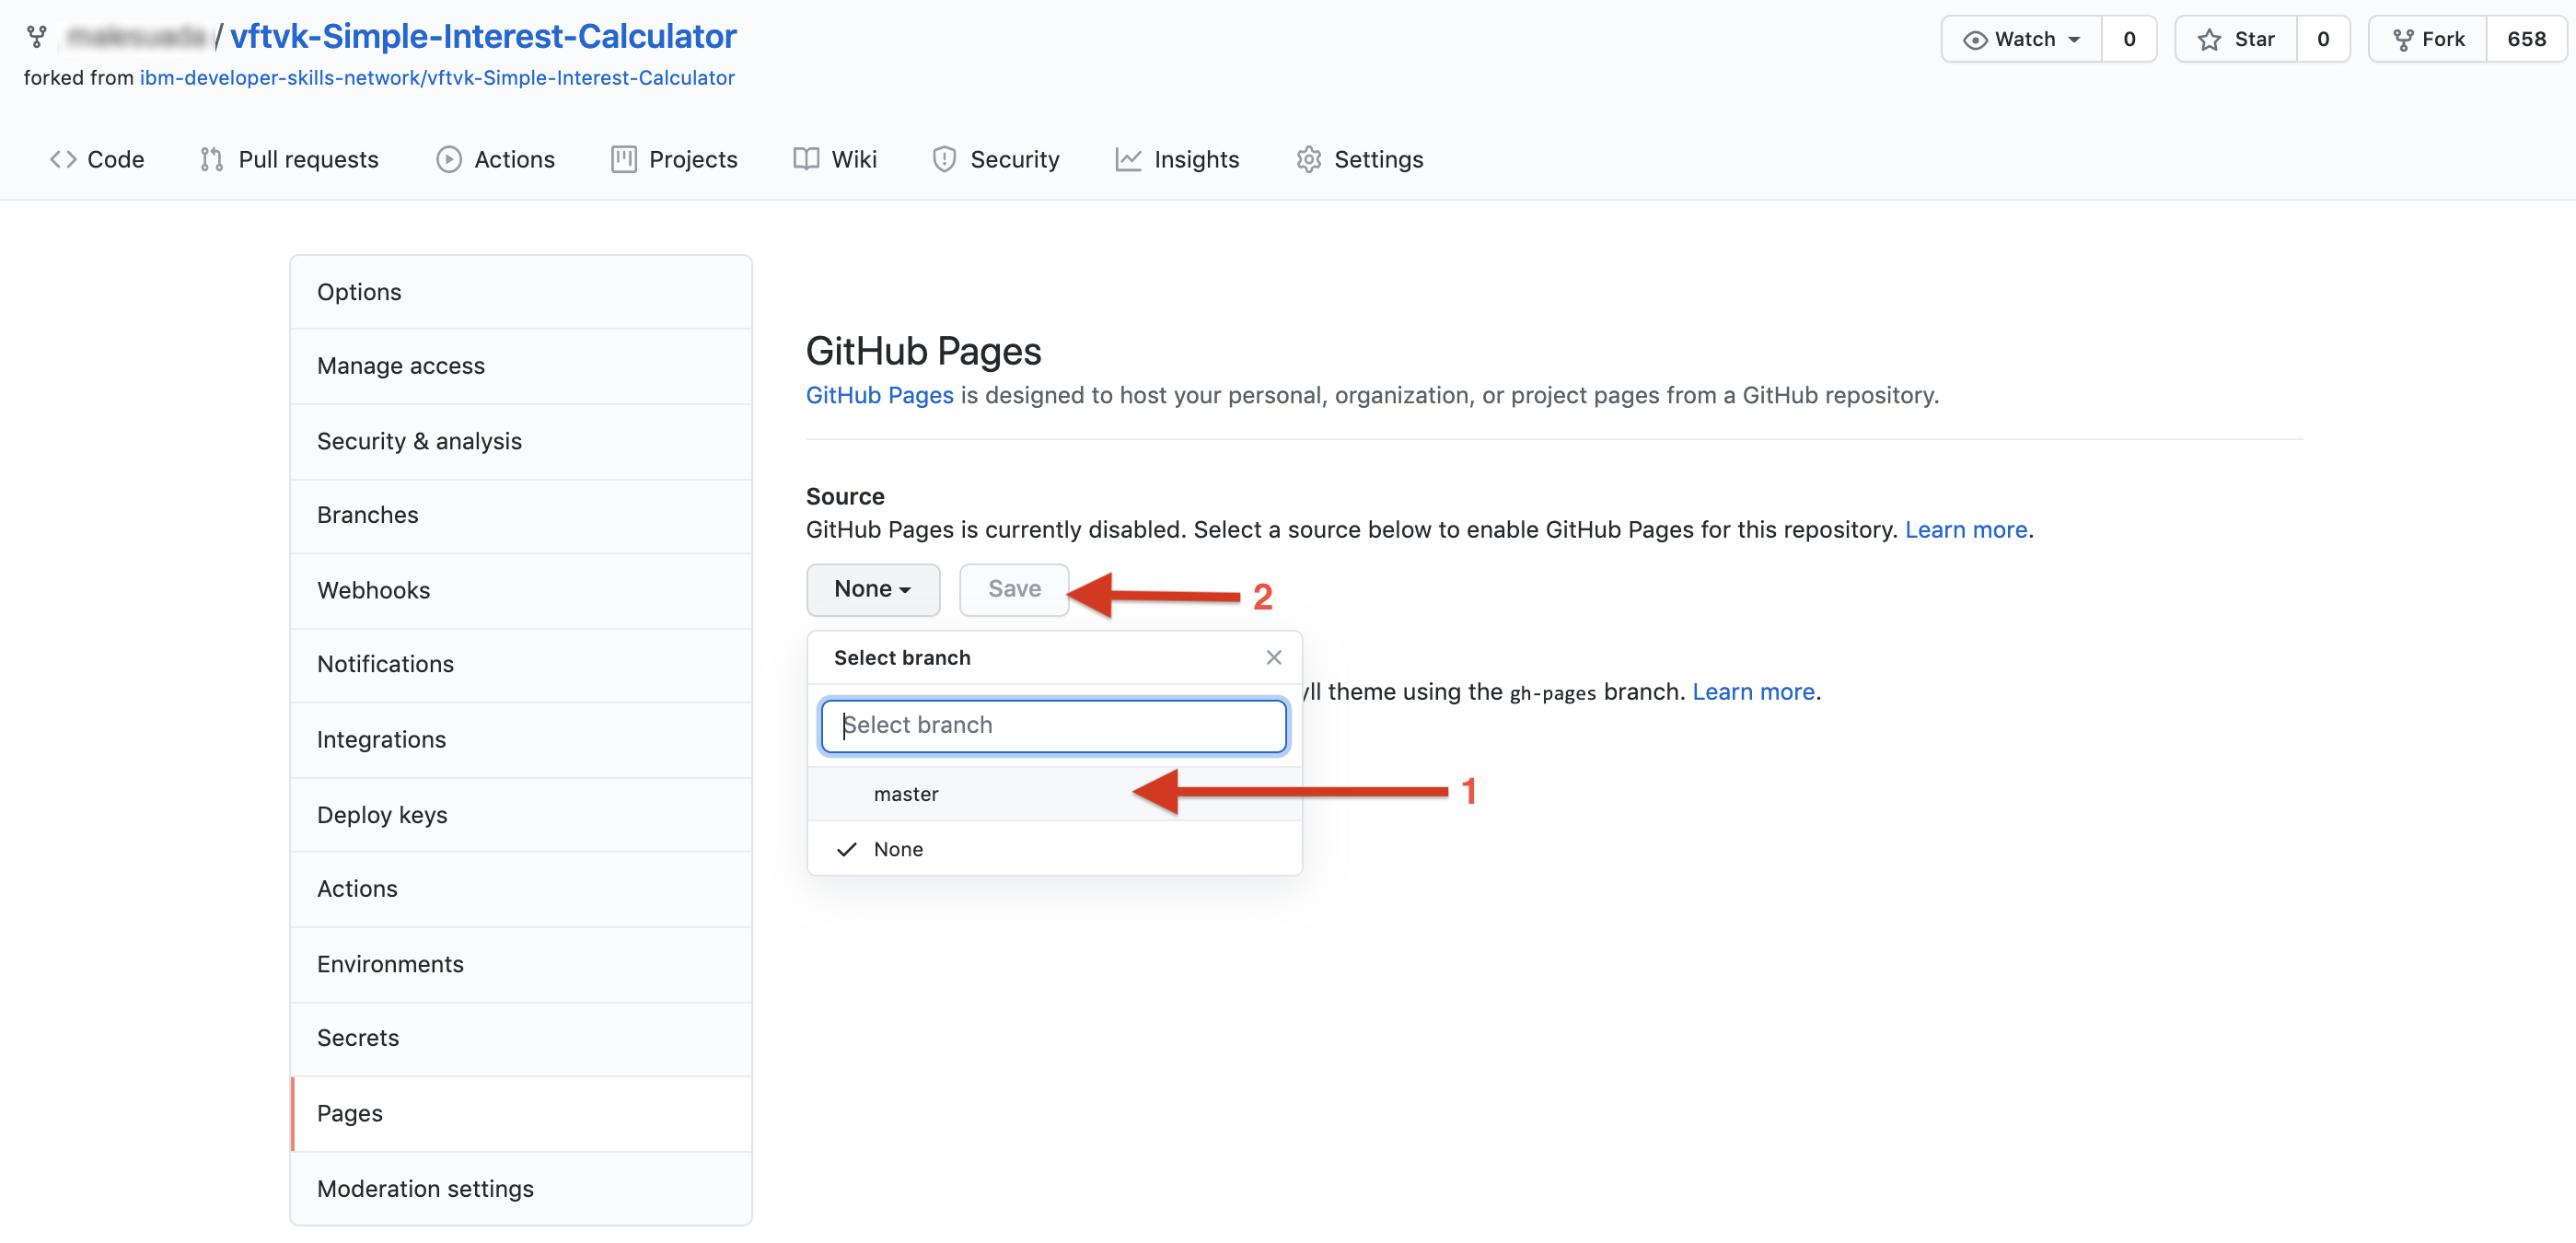 / vftvk-Simple-Interest-Calculator
forked from ibm-developer-skills-network/vftvk-Simple-Interest-Calculator
Watch 0 Star 0 Fork 658
Code Pull requests Actions Projects Wiki Security Insights Settings
Options
Manage access
Security & analysis
Branches
Webhooks
Notifications
Integrations
Deploy keys
Actions
Environments
Secrets
Pages
Moderation settings
GitHub Pages
GitHub Pages is designed to host your personal, organization, or project pages from a GitHub repository.
Source
GitHub Pages is currently disabled. Select a source below to enable GitHub Pages for this repository. Learn more.
None Save 2
Select branch
yll theme using the gh-pages branch. Learn more.
Select branch
master 1
None